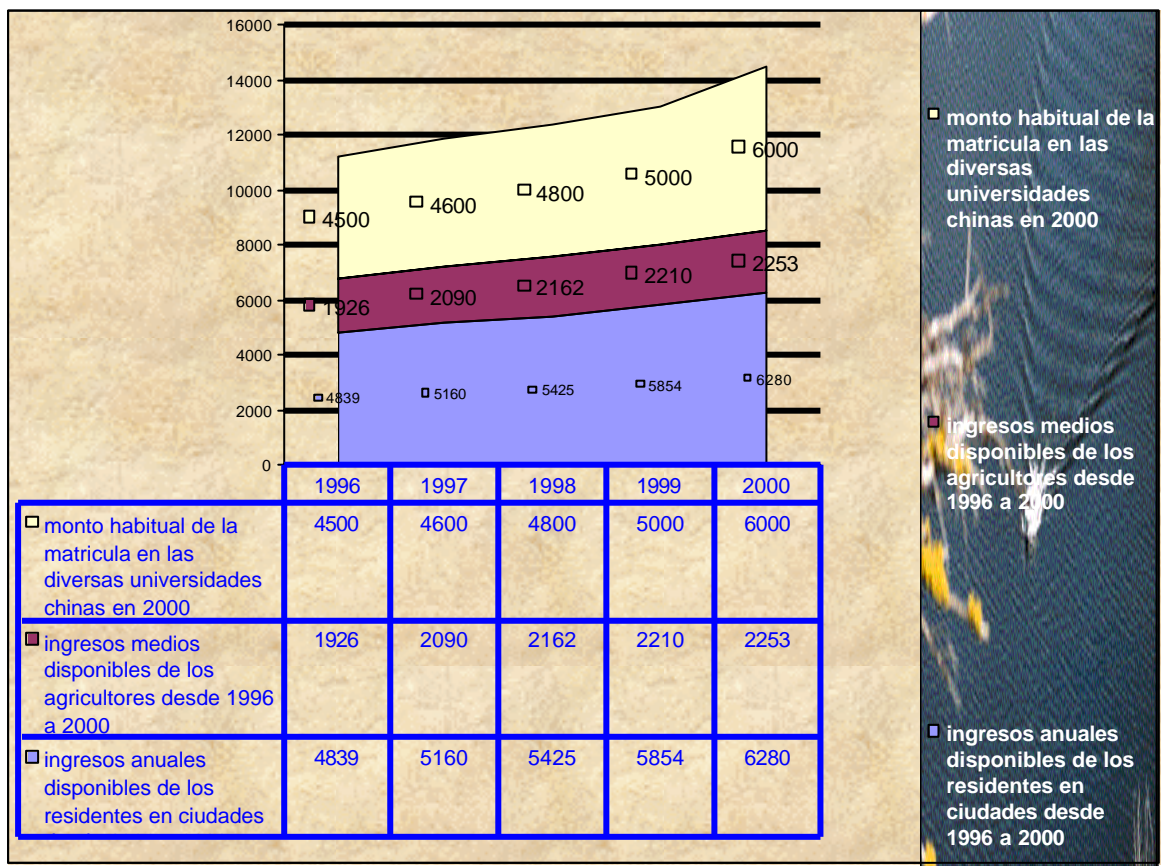 16000
14000
12000
10000
8000
6000
4000
2000
0
4500
4600
4800
5000
6000
1926
2090
2162
2210
2253
4839
5160
5425
5854
6280
1996 1997 1998 1999 2000
monto habitual de la
matricula en las
diversas universidades
chinas en 2000
4500 4600 4800 5000 6000
ingresos medios
disponibles de los
agricultores desde 1996
a 2000
1926 2090 2162 2210 2253
ingresos anuales
disponibles de los
residentes en ciudades
4839 5160 5425 5854 6280
monto habitual de la
matricula en las
diversas
universidades
chinas en 2000
ingresos medios
disponibles de los
agricultores desde
1996 a 2000
ingresos anuales
disponibles de los
residentes en
ciudades desde
1996 a 2000